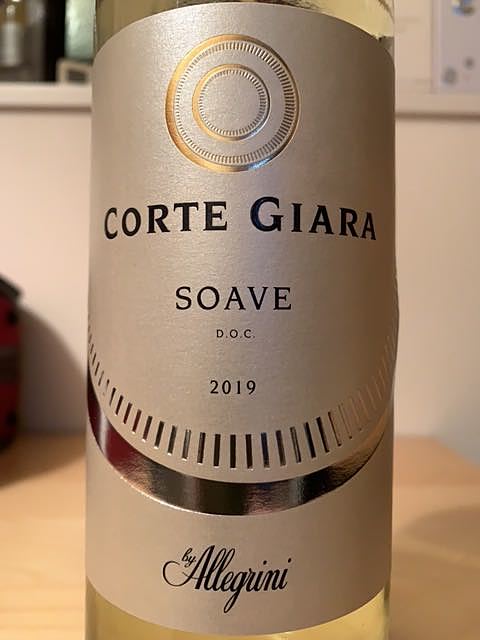 CORTE GIARA
SOAVE
D.O.C.
2019
by Allegrini